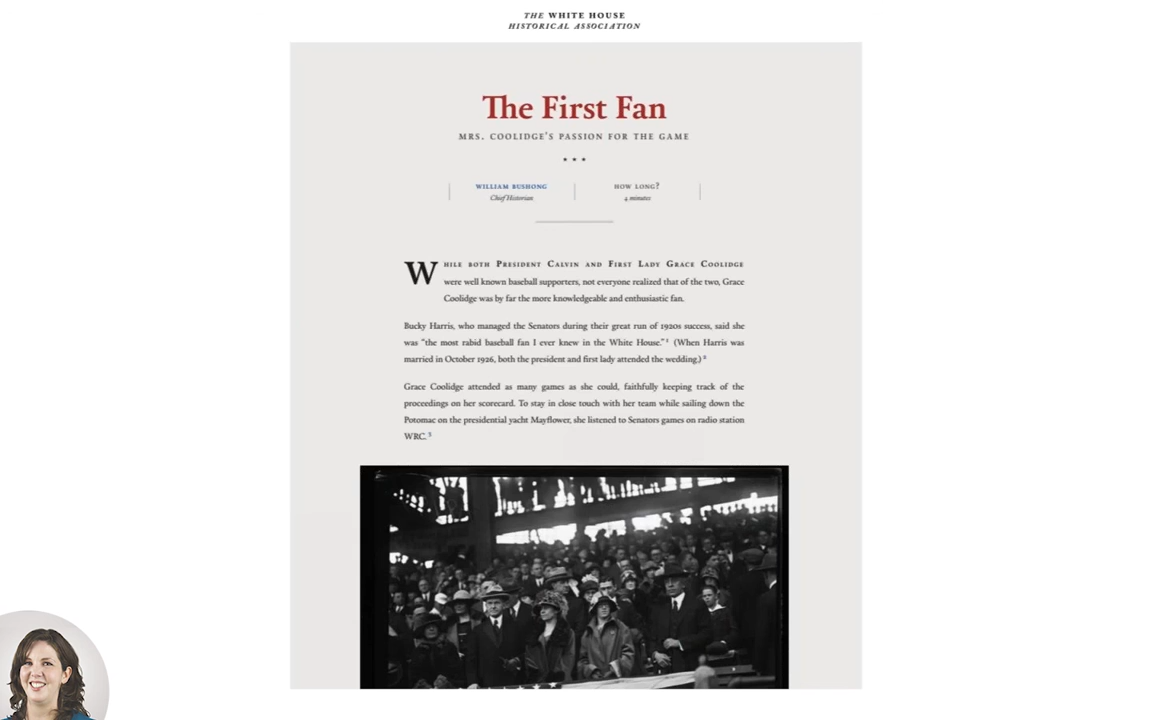 THE WHITE HOUSE
HISTORICAL ASSOCIATION
The First Fan
MRS. COOLIDGE'S PASSION FOR THE GAME
WILLIAM BUSHONG
Chief Historian
HOW LONG?
4 minutes
WHILE BOTH PRESIDENT CALVIN AND FIRST LADY GRACE COOLIDGE
were well known baseball supporters, not everyone realized that of the two, Grace
Coolidge was by far the more knowledgeable and enthusiastic fan.
Bucky Harris, who managed the Senators during their great run of 1920s success, said she
was "the most rabid baseball fan I ever knew in the White House."¹ (When Harris was
married in October 1926, both the president and first lady attended the wedding.)²
Grace Coolidge attended as many games as she could, faithfully keeping track of the
proceedings on her scorecard. To stay in close touch with her team while sailing down the
Potomac on the presidential yacht Mayflower, she listened to Senators games on radio station
WRC.³